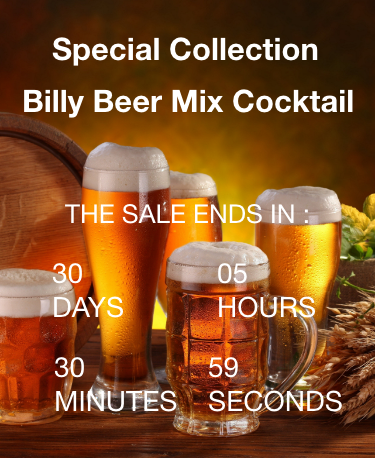 Special Collection
Billy Beer Mix Cocktail
THE SALE ENDS IN :
30 05
DAYS HOURS
30 59
MINUTES SECONDS